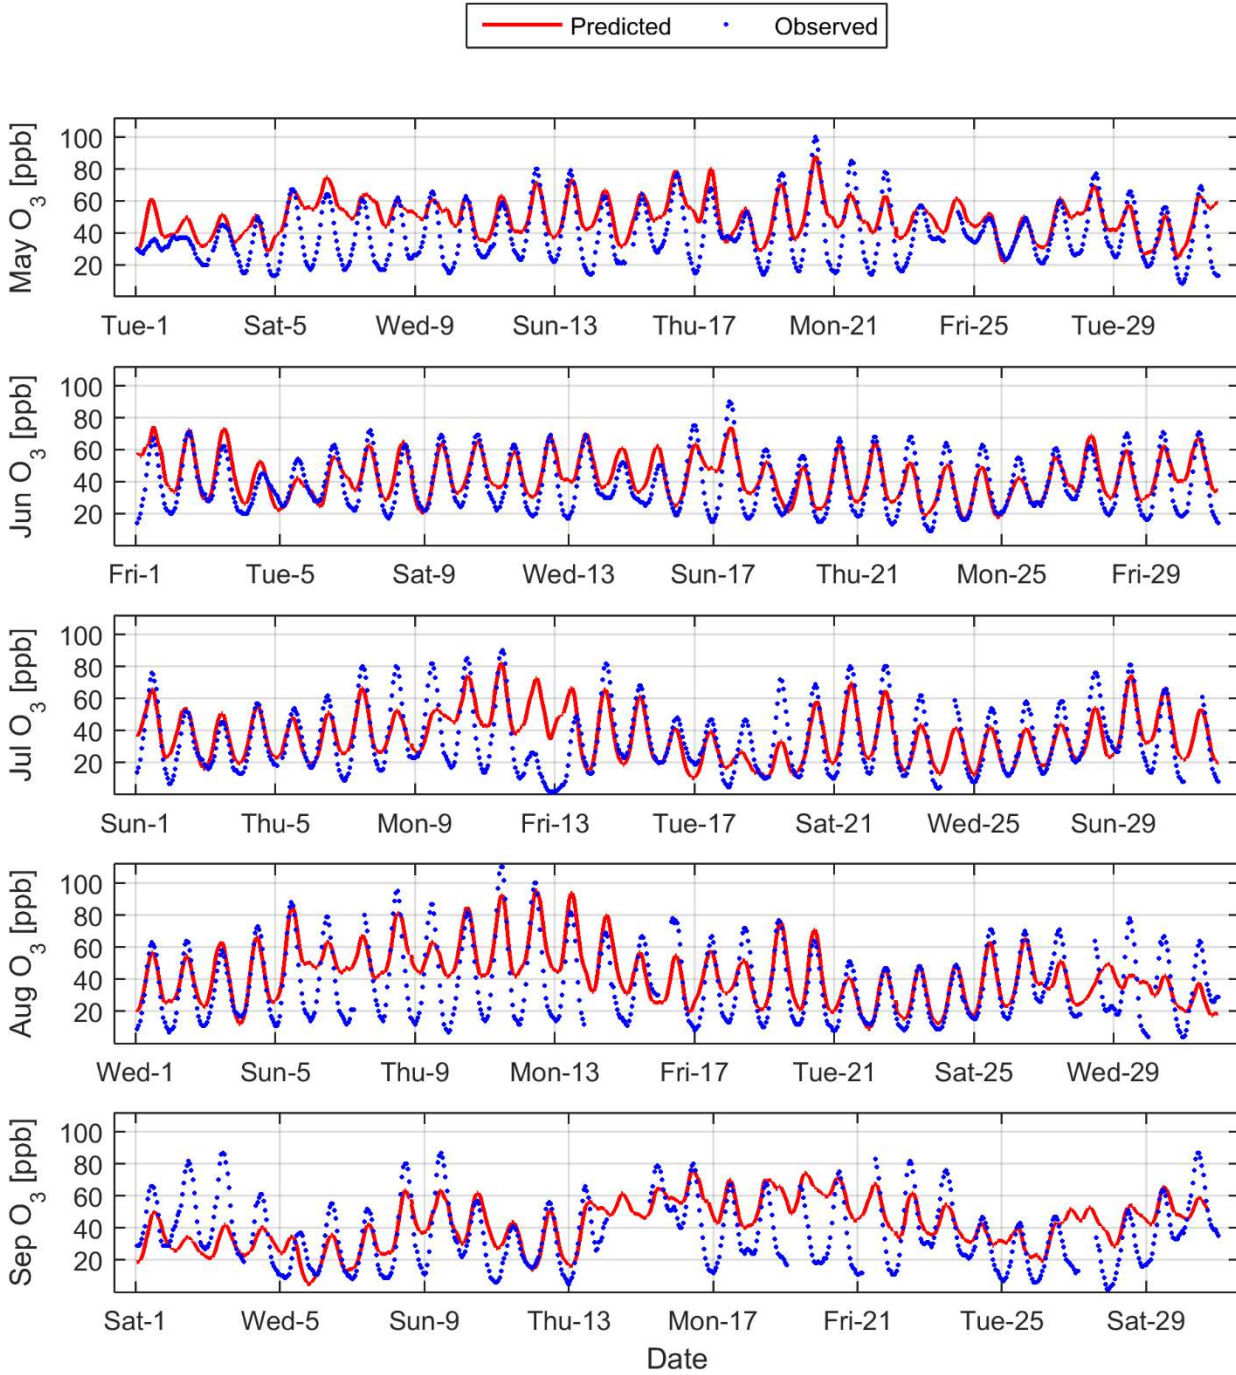 Predicted Observed
May O3 [ppb]
100
80
60
40
20
Tue-1 Sat-5 Wed-9 Sun-13 Thu-17 Mon-21 Fri-25 Tue-29
Jun O3 [ppb]
100
80
60
40
20
Fri-1 Tue-5 Sat-9 Wed-13 Sun-17 Thu-21 Mon-25 Fri-29
Jul O3 [ppb]
100
80
60
40
20
Sun-1 Thu-5 Mon-9 Fri-13 Tue-17 Sat-21 Wed-25 Sun-29
Aug O3 [ppb]
100
80
60
40
20
Wed-1 Sun-5 Thu-9 Mon-13 Fri-17 Tue-21 Sat-25 Wed-29
Sep O3 [ppb]
100
80
60
40
20
Sat-1 Wed-5 Sun-9 Thu-13 Mon-17 Fri-21 Tue-25 Sat-29
Date